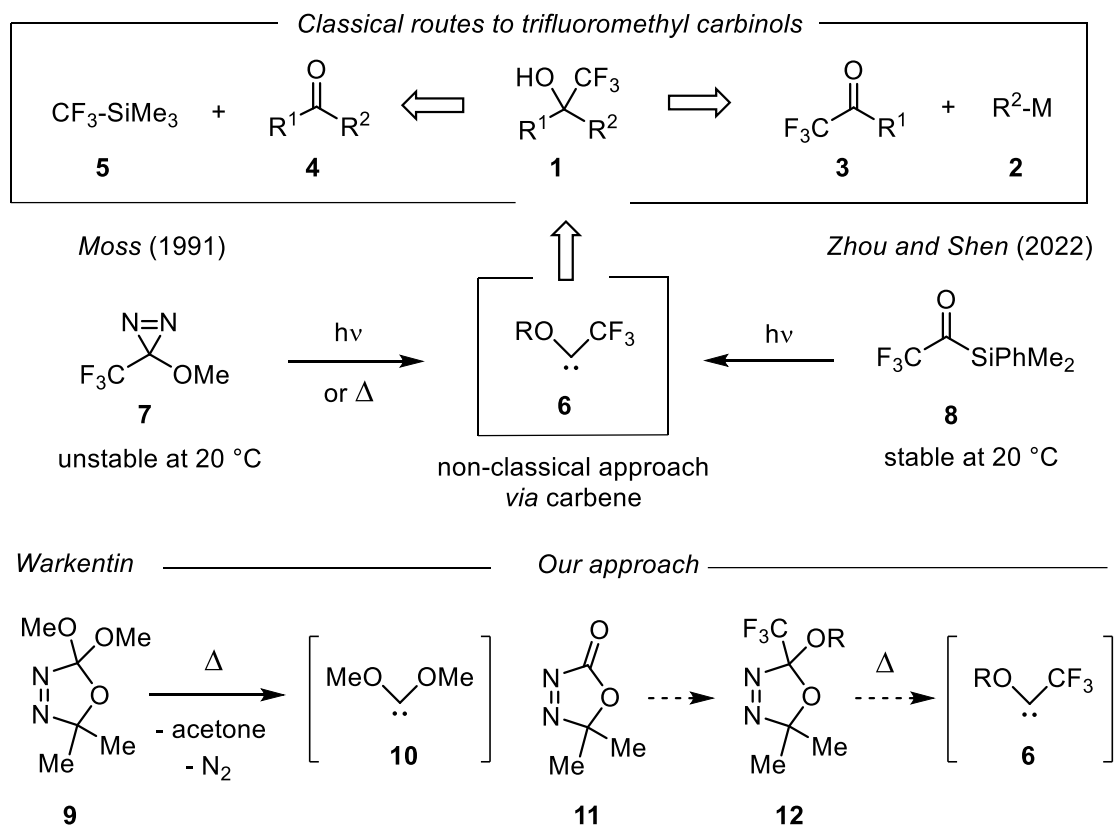 Classical routes to trifluoromethyl carbinols
CF3-SiMe3 + O R1 R2 HO CF3 R1 R2 O F3C R1 + R2-M
5 4 1 3 2
Moss (1991) Zhou and Shen (2022)
N=N F3C OMe hν or Δ RO CF3 hν O F3C SiPhMe2
7 6 8
unstable at 20 °C non-classical approach stable at 20 °C
via carbene
Warkentin Our approach
MeO OMe N N O Me Me Δ - acetone - N2 MeO OMe O N N O Me Me F3C OR N N O Me Me Δ RO CF3
10 6
9 11 12